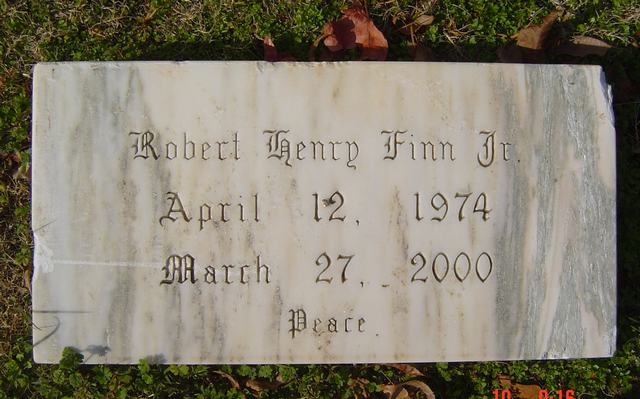 Robert Henry Finn Jr.
April 12, 1974
March 27, 2000
Peace